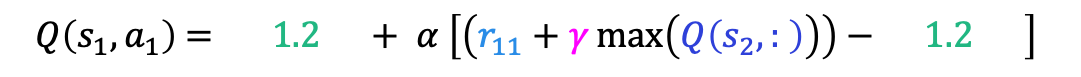 Q(s₁, a₁) = 1.2 + α [(r₁₁ + γ max(Q(s₂, : ))) − 1.2 ]